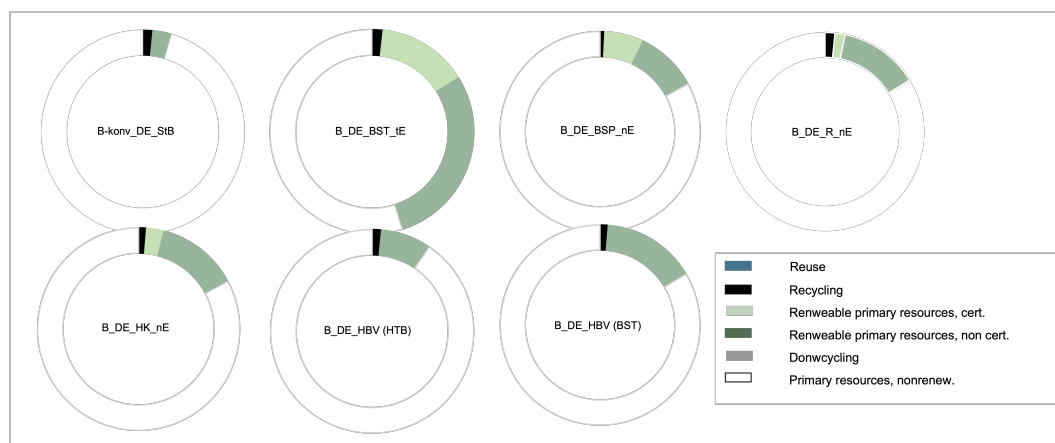 B-konv_DE_StB
B_DE_BST_tE
B_DE_BSP_nE
B_DE_R_nE
B_DE_HK_nE
B_DE_HBV (HTB)
B_DE_HBV (BST)
Reuse
Recycling
Renweable primary resources, cert.
Renweable primary resources, non cert.
Donwcycling
Primary resources, nonrenew.